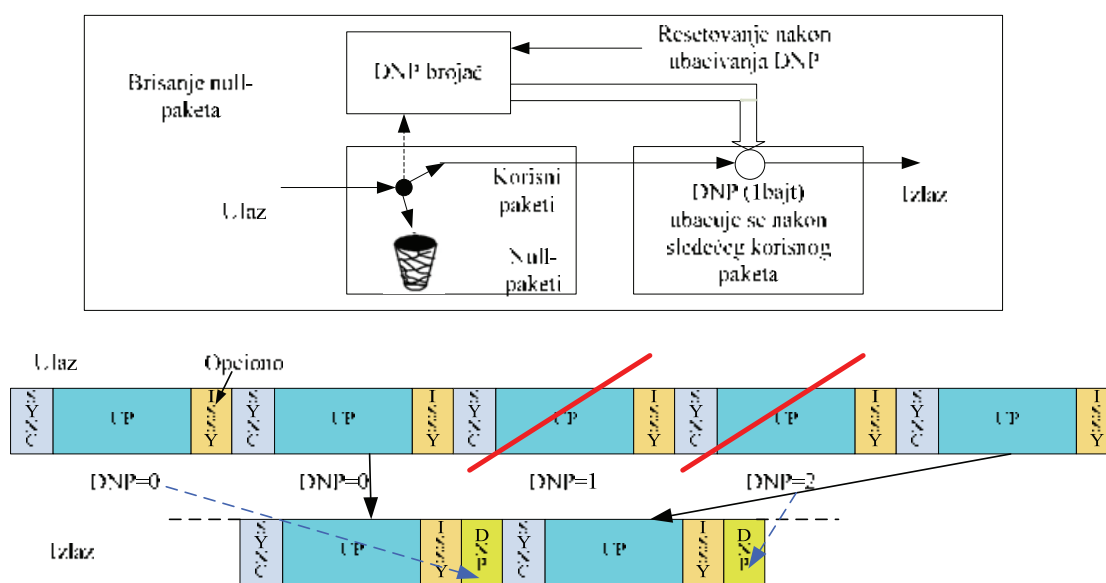 Resetovanje nakon
ubacivanja DNP
DNP brojač
Brisanje null-
paketa
Ulaz
Korisni
paketi
Null-
paketi
DNP (1bajt)
ubacuje se nakon
sledećeg korisnog
paketa
Izlaz
Ulaz
Opciono
SYNC UP ISSY SYNC UP ISSY SYNC UP ISSY SYNC UP ISSY SYNC UP ISSY
DNP=0 DNP=0 DNP=1 DNP=2
Izlaz
SYNC UP ISSY DNP SYNC UP ISSY DNP